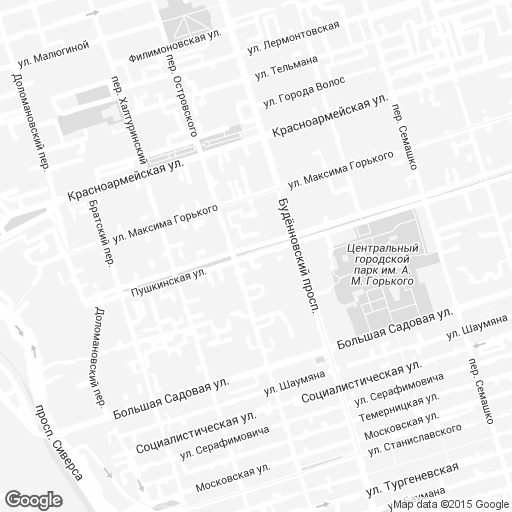 ул. Малюгиной
Филимоновская ул.
ул. Лермонтовская
ул. Тельмана
ул. Города Волос
Доломановский пер.
пер. Халтуринский
пер. Островского
Красноармейская ул.
пер. Семашко
Красноармейская ул.
ул. Максима Горького
Братский пер.
ул. Максима Горького
Будённовский просп.
Центральный
городской
парк им. А.
М. Горького
Пушкинская ул.
Доломановский пер.
Большая Садовая ул.
ул. Шаумяна
Большая Садовая ул.
ул. Шаумяна
Социалистическая ул.
пер. Семашко
ул. Серафимовича
Темерницкая ул.
Социалистическая ул.
Московская ул.
ул. Серафимовича
ул. Станиславского
просп. Сиверса
Московская ул.
ул. Тургеневская
Google
Map data ©2015 Google